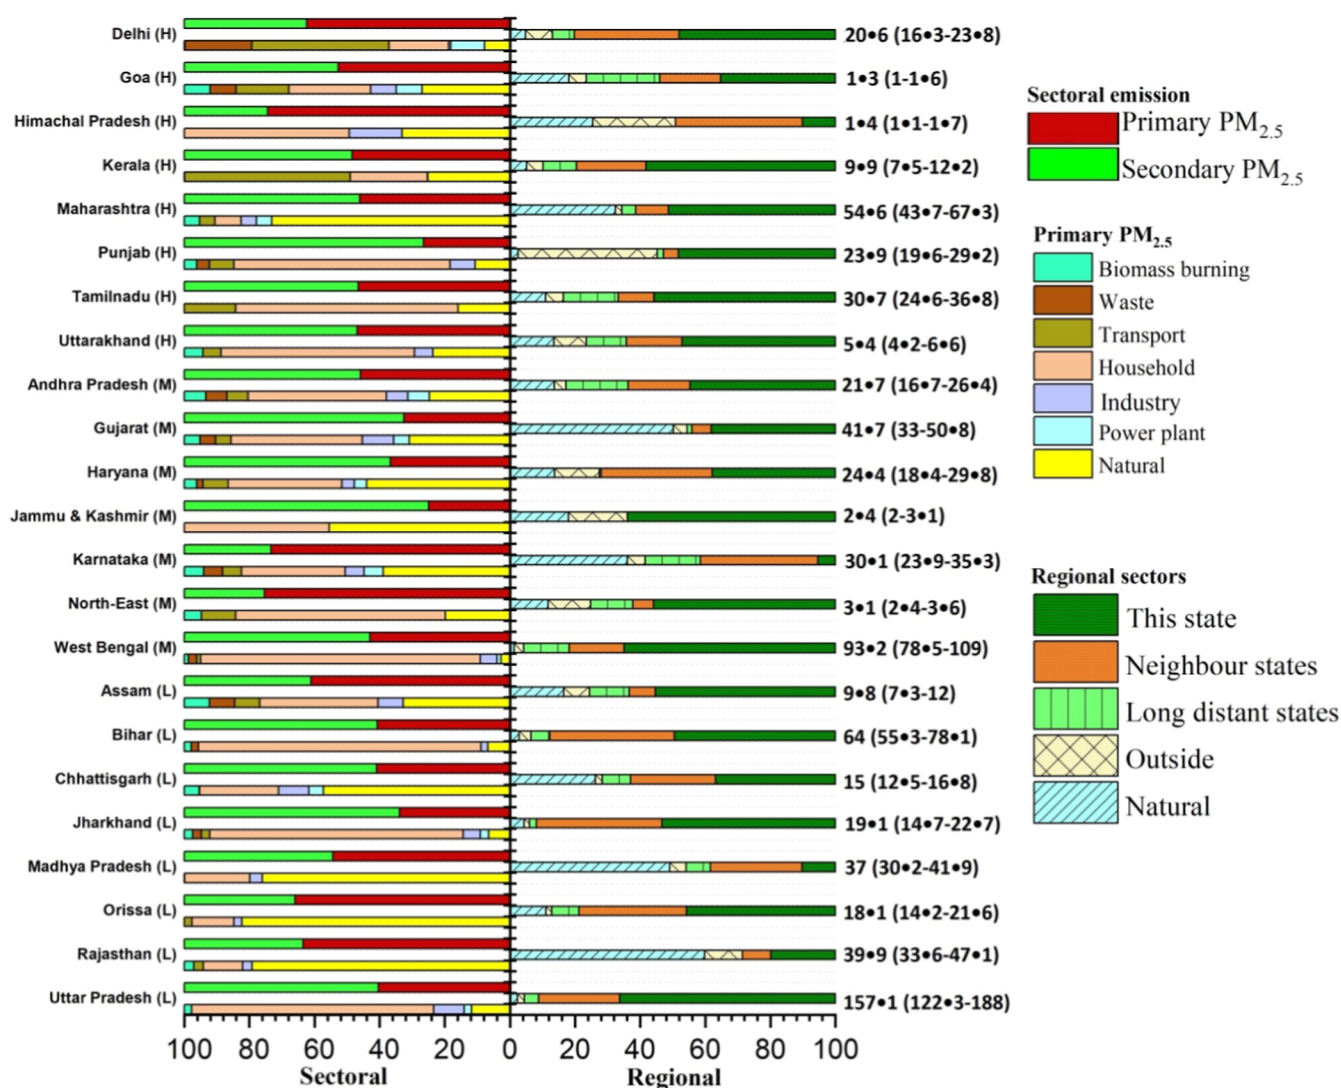 Delhi (H) 20•6 (16•3-23•8)
Goa (H) 1•3 (1-1•6)
Himachal Pradesh (H) 1•4 (1•1-1•7)
Kerala (H) 9•9 (7•5-12•2)
Maharashtra (H) 54•6 (43•7-67•3)
Punjab (H) 23•9 (19•6-29•2)
Tamilnadu (H) 30•7 (24•6-36•8)
Uttarakhand (H) 5•4 (4•2-6•6)
Andhra Pradesh (M) 21•7 (16•7-26•4)
Gujarat (M) 41•7 (33-50•8)
Haryana (M) 24•4 (18•4-29•8)
Jammu & Kashmir (M) 2•4 (2-3•1)
Karnataka (M) 30•1 (23•9-35•3)
North-East (M) 3•1 (2•4-3•6)
West Bengal (M) 93•2 (78•5-109)
Assam (L) 9•8 (7•3-12)
Bihar (L) 64 (55•3-78•1)
Chhattisgarh (L) 15 (12•5-16•8)
Jharkhand (L) 19•1 (14•7-22•7)
Madhya Pradesh (L) 37 (30•2-41•9)
Orissa (L) 18•1 (14•2-21•6)
Rajasthan (L) 39•9 (33•6-47•1)
Uttar Pradesh (L) 157•1 (122•3-188)
100 80 60 40 20 0 20 40 60 80 100
Sectoral Regional
Sectoral emission
Primary PM2.5
Secondary PM2.5
Primary PM2.5
Biomass burning
Waste
Transport
Household
Industry
Power plant
Natural
Regional sectors
This state
Neighbour states
Long distant states
Outside
Natural